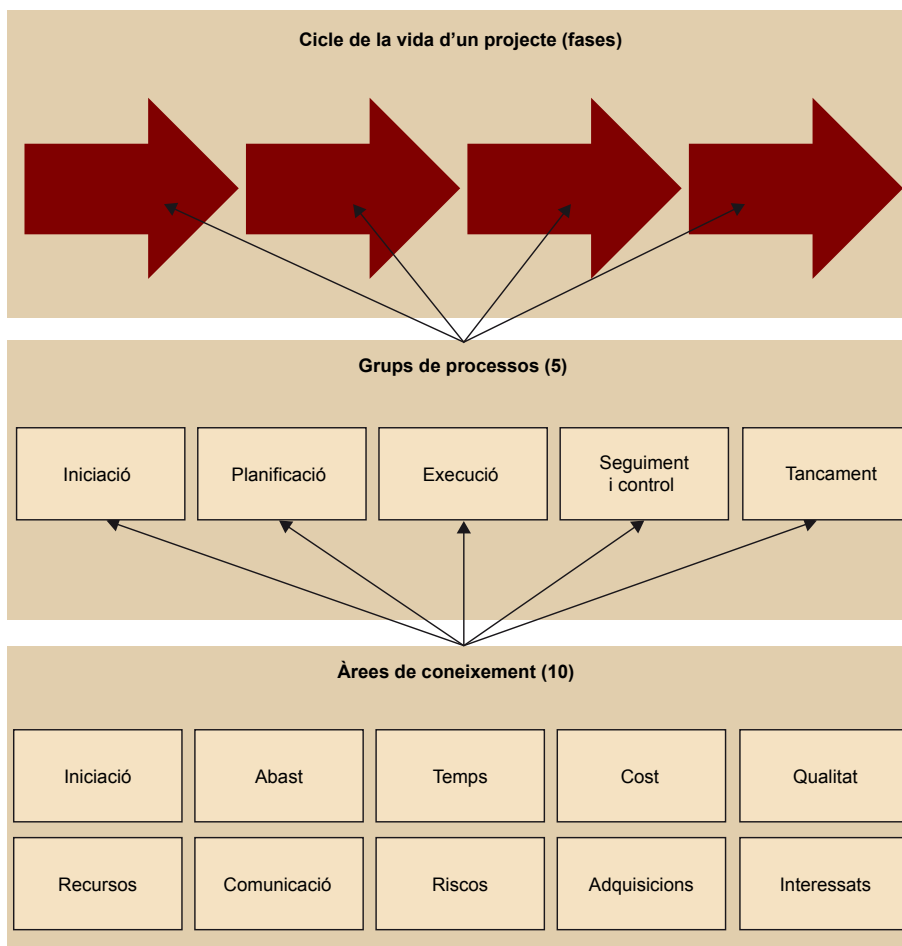 Cicle de la vida d'un projecte (fases)
Grups de processos (5)
Iniciació
Planificació
Execució
Seguiment
i control
Tancament
Àrees de coneixement (10)
Iniciació
Abast
Temps
Cost
Qualitat
Recursos
Comunicació
Riscos
Adquisicions
Interessats